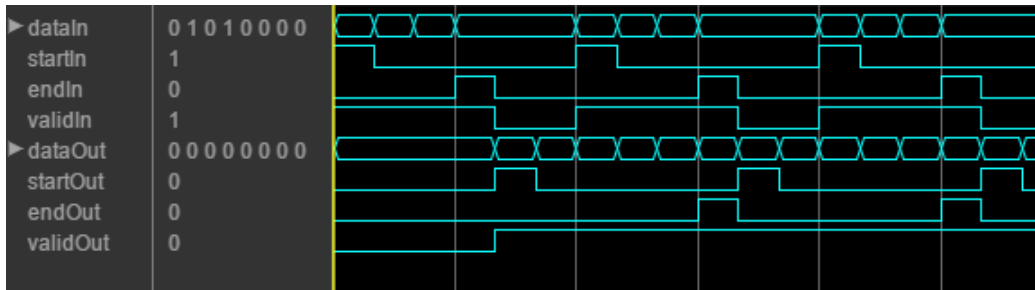 dataIn 0 1 0 1 0 0 0 0
startIn 1
endIn 0
validIn 1
dataOut 0 0 0 0 0 0 0 0
startOut 0
endOut 0
validOut 0